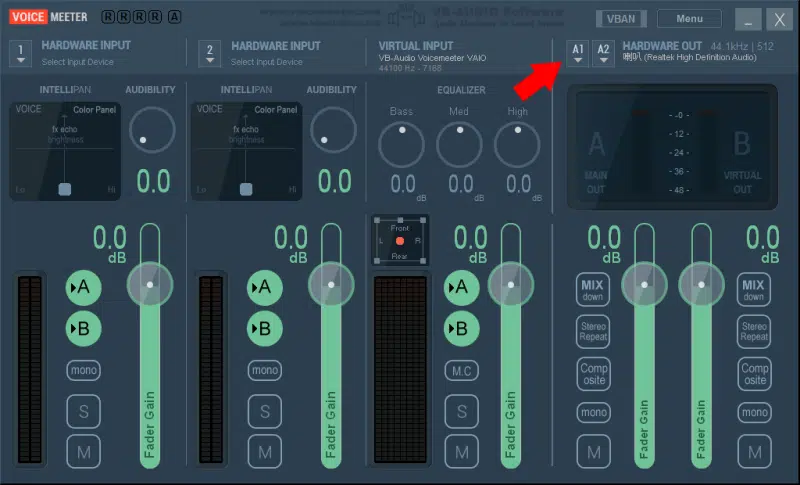 VOICEMEETER
R R R R A
VB-AUDIO Software
VBAN
Menu
X
1
HARDWARE INPUT
Select Input Device
2
HARDWARE INPUT
Select Input Device
VIRTUAL INPUT
VB-Audio Voicemeeter VAIO
44100 Hz - 7168
A1
A2
HARDWARE OUT 44.1kHz | 512
喇叭 (Realtek High Definition Audio)
INTELLIPAN
AUDIBILITY
INTELLIPAN
AUDIBILITY
EQUALIZER
VOICE
Color Panel
fx echo
brightness
Lo
Hi
0.0
VOICE
Color Panel
fx echo
brightness
Lo
Hi
0.0
Bass
Med
High
0.0 dB
0.0 dB
0.0 dB
A
MAIN OUT
- -0 -
- -12 -
- -24 -
- -36 -
- -48 -
B
VIRTUAL OUT
0.0 dB
A
B
mono
S
M
Fader Gain
0.0 dB
A
B
mono
S
M
Fader Gain
Front
L
R
Rear
0.0 dB
A
B
M.C
S
M
Fader Gain
0.0 dB
MIX down
Stereo Repeat
Composite
mono
M
Fader Gain
Fader Gain
0.0 dB
MIX down
Stereo Repeat
Composite
mono
M